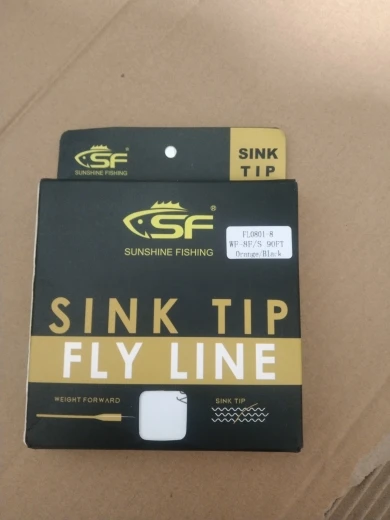 SF
SUNSHINE FISHING
SINK
TIP
SF®
SUNSHINE FISHING
FL0801-8
WF-8F/S 90FT
Orange/Black
SINK TIP
FLY LINE
WEIGHT FORWARD
SINK TIP